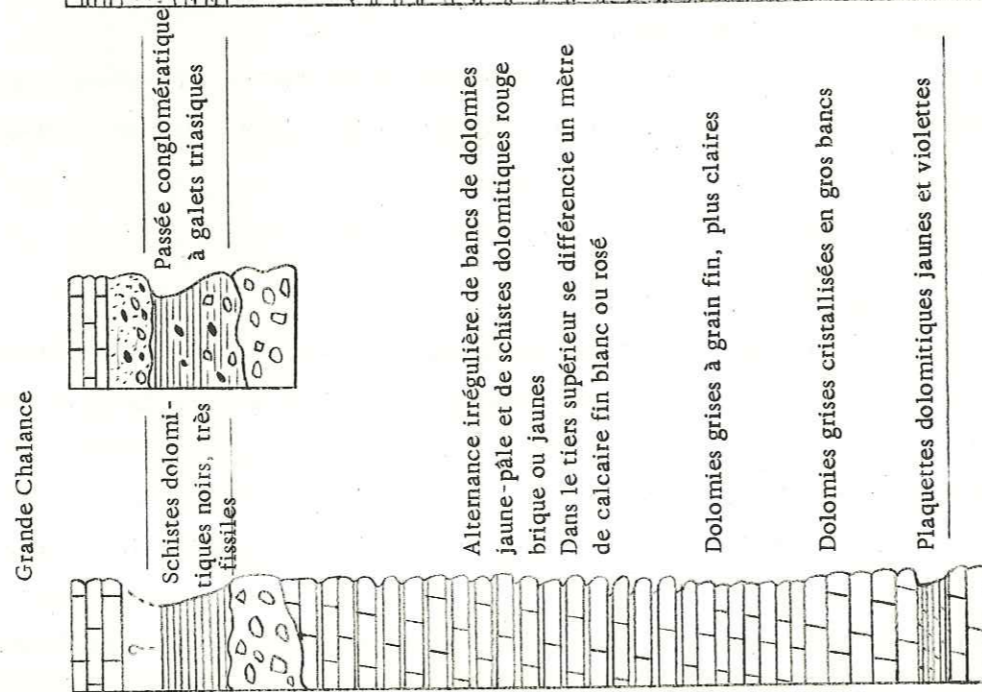 Grande Chalance
Schistes dolomi-
tiques noirs, très
fissiles
Passée conglomératique
à galets triasiques
Alternance irrégulière de bancs de dolomies
jaune-pâle et de schistes dolomitiques rouge
brique ou jaunes
Dans le tiers supérieur se différencie un mètre
de calcaire fin blanc ou rosé
Dolomies grises à grain fin, plus claires
Dolomies grises cristallisées en gros bancs
Plaquettes dolomitiques jaunes et violettes
?